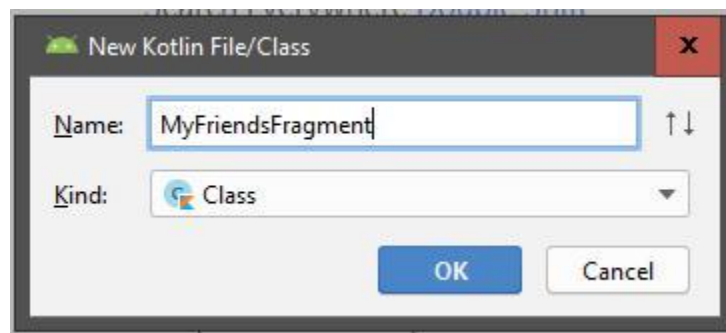 New Kotlin File/Class
Name: MyFriendsFragment
Kind: Class
OK Cancel